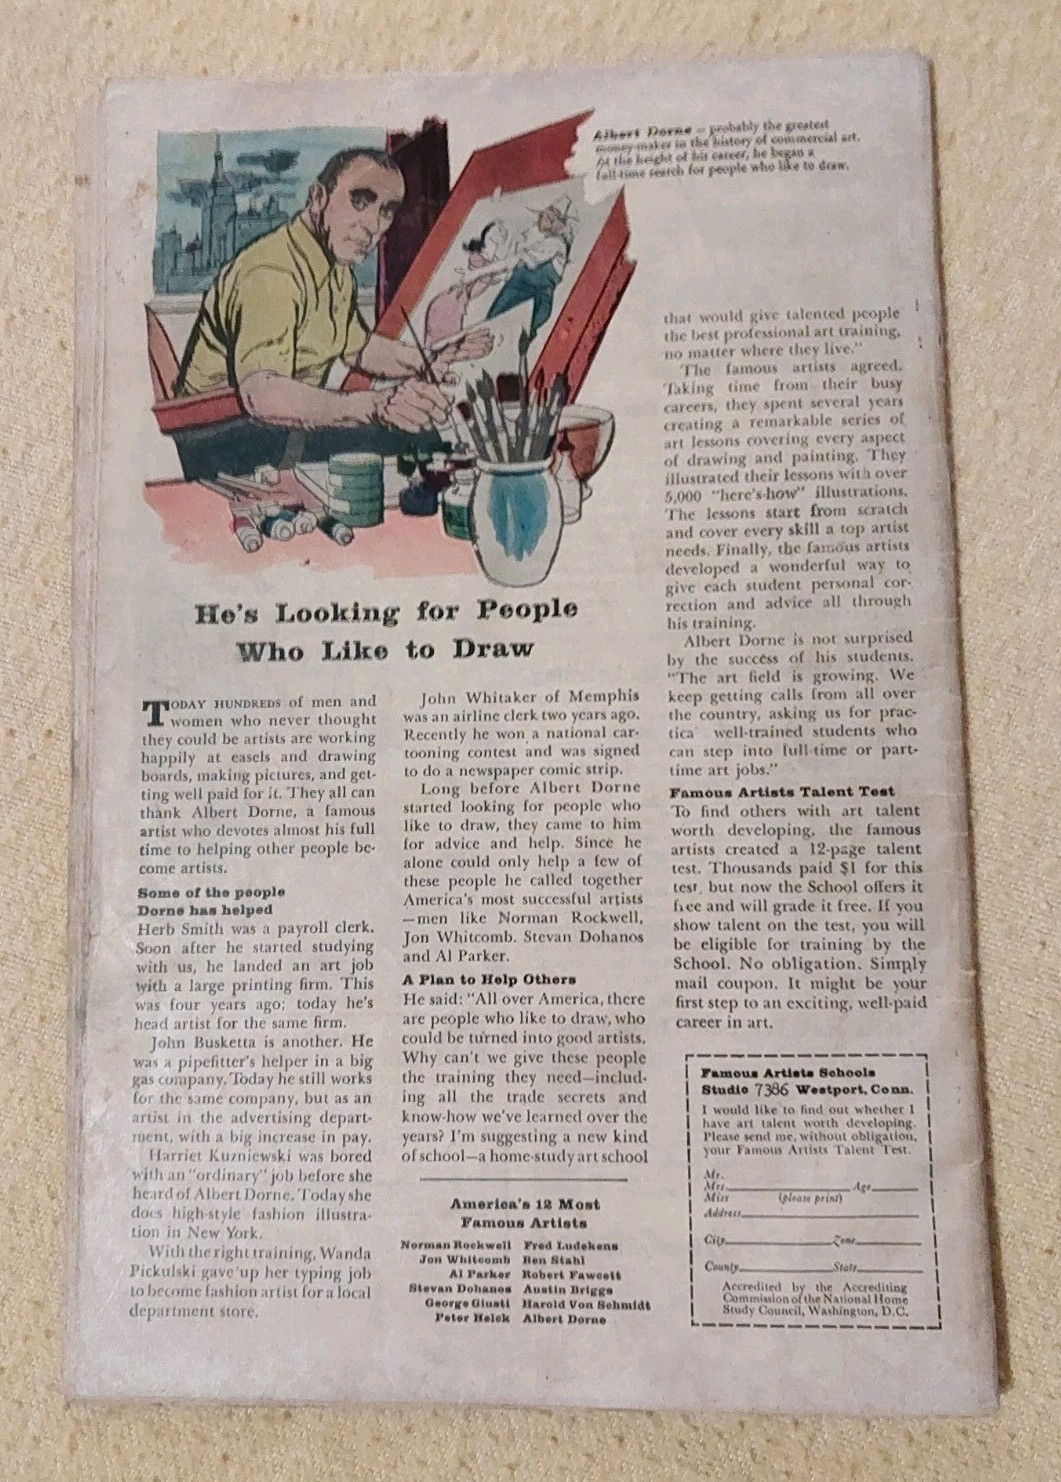 Albert Dorne – probably the greatest
money-maker in the history of commercial art.
At the height of his career, he began a
full-time search for people who like to draw.
He's Looking for People
Who Like to Draw
TODAY HUNDREDS of men and
women who never thought
they could be artists are working
happily at easels and drawing
boards, making pictures, and get-
ting well paid for it. They all can
thank Albert Dorne, a famous
artist who devotes almost his full
time to helping other people be-
come artists.
Some of the people
Dorne has helped
Herb Smith was a payroll clerk.
Soon after he started studying
with us, he landed an art job
with a large printing firm. This
was four years ago; today he's
head artist for the same firm.
John Busketta is another. He
was a pipefitter's helper in a big
gas company. Today he still works
for the same company, but as an
artist in the advertising depart-
ment, with a big increase in pay.
Harriet Kuzniewski was bored
with an "ordinary" job before she
heard of Albert Dorne. Today she
does high-style fashion illustra-
tion in New York.
With the right training, Wanda
Pickulski gave up her typing job
to become fashion artist for a local
department store.
John Whitaker of Memphis
was an airline clerk two years ago.
Recently he won a national car-
tooning contest and was signed
to do a newspaper comic strip.
Long before Albert Dorne
started looking for people who
like to draw, they came to him
for advice and help. Since he
alone could only help a few of
these people he called together
America's most successful artists
—men like Norman Rockwell,
Jon Whitcomb. Stevan Dohanos
and Al Parker.
A Plan to Help Others
He said: "All over America, there
are people who like to draw, who
could be turned into good artists.
Why can't we give these people
the training they need—includ-
ing all the trade secrets and
know-how we've learned over the
years? I'm suggesting a new kind
of school—a home-study art school
America's 12 Most
Famous Artists
Norman Rockwell Fred Ludekens
Jon Whitcomb Ben Stahl
Al Parker Robert Fawcett
Stevan Dohanos Austin Briggs
George Giusti Harold Von Schmidt
Peter Helck Albert Dorne
that would give talented people
the best professional art training,
no matter where they live."
The famous artists agreed.
Taking time from their busy
careers, they spent several years
creating a remarkable series of
art lessons covering every aspect
of drawing and painting. They
illustrated their lessons with over
5,000 "here's-how" illustrations.
The lessons start from scratch
and cover every skill a top artist
needs. Finally, the famous artists
developed a wonderful way to
give each student personal cor-
rection and advice all through
his training.
Albert Dorne is not surprised
by the success of his students.
"The art field is growing. We
keep getting calls from all over
the country, asking us for prac-
tica well-trained students who
can step into full-time or part-
time art jobs."
Famous Artists Talent Test
To find others with art talent
worth developing, the famous
artists created a 12-page talent
test. Thousands paid $1 for this
test, but now the School offers it
free and will grade it free. If you
show talent on the test, you will
be eligible for training by the
School. No obligation. Simply
mail coupon. It might be your
first step to an exciting, well-paid
career in art.
Famous Artists Schools
Studio 7386 Westport, Conn.
I would like to find out whether I
have art talent worth developing.
Please send me, without obligation,
your Famous Artists Talent Test.
Mr.
Mrs. Age
Miss (please print)
Address
City Zone
County State
Accredited by the Accrediting
Commission of the National Home
Study Council, Washington, D.C.